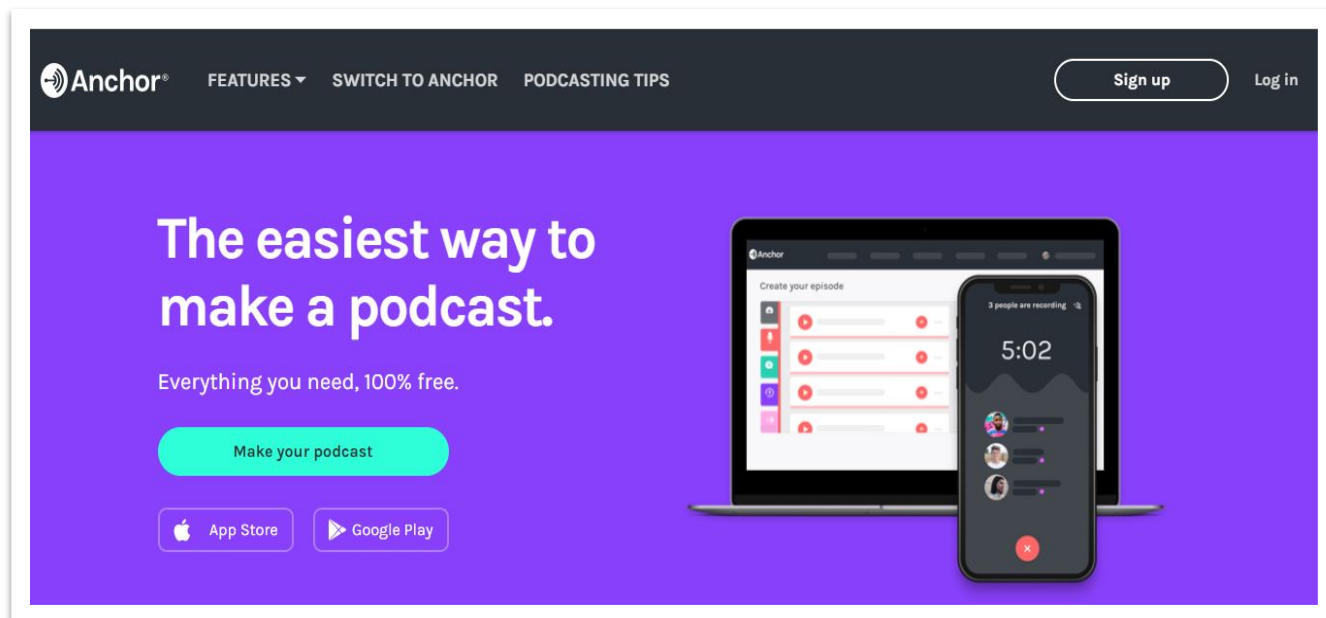 Anchor®
FEATURES
SWITCH TO ANCHOR
PODCASTING TIPS
Sign up
Log in
The easiest way to
make a podcast.
Everything you need, 100% free.
Make your podcast
App Store
Google Play
Anchor
Create your episode
3 people are recording
5:02